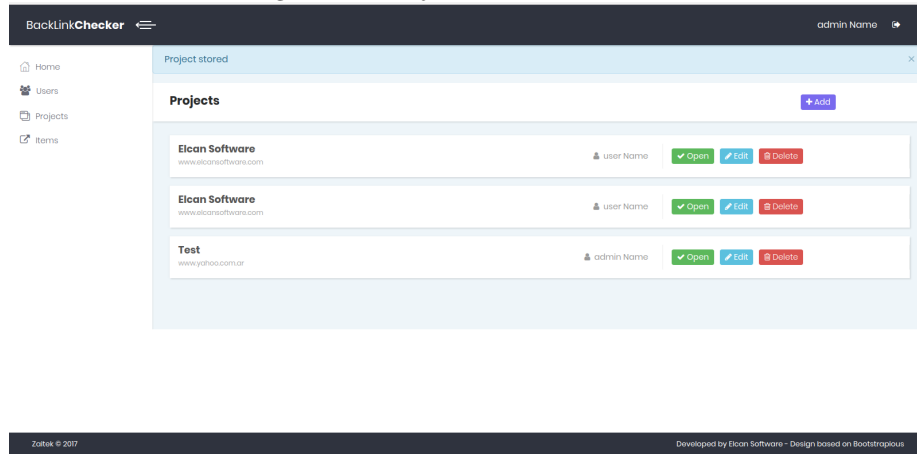 BackLinkChecker
admin Name
Home
Users
Projects
Items
Project stored ×
Projects
Add
Elcan Software
www.elcansoftware.com
user Name Open Edit Delete
Elcan Software
www.elcansoftware.com
user Name Open Edit Delete
Test
www.yahoo.com.ar
admin Name Open Edit Delete
Zaitek © 2017
Developed by Elcan Software - Design based on Bootstrapious